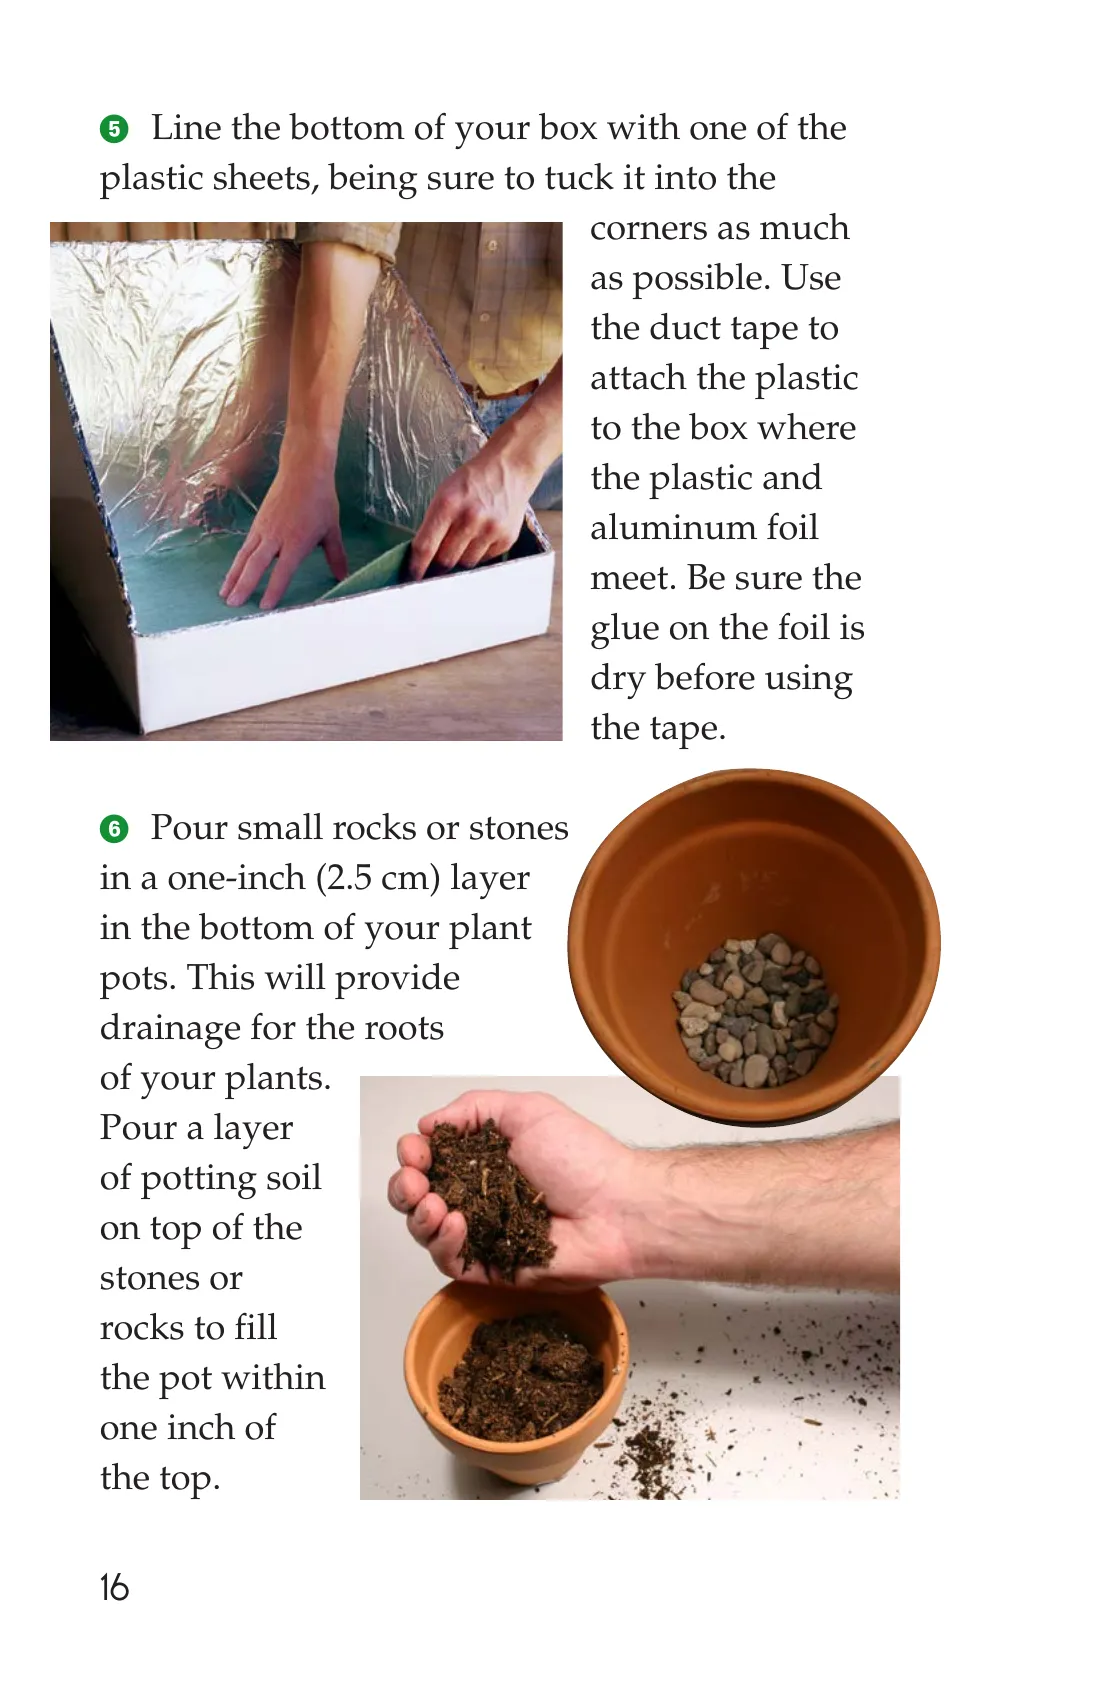 5 Line the bottom of your box with one of the
plastic sheets, being sure to tuck it into the
corners as much
as possible. Use
the duct tape to
attach the plastic
to the box where
the plastic and
aluminum foil
meet. Be sure the
glue on the foil is
dry before using
the tape.
6 Pour small rocks or stones
in a one-inch (2.5 cm) layer
in the bottom of your plant
pots. This will provide
drainage for the roots
of your plants.
Pour a layer
of potting soil
on top of the
stones or
rocks to fill
the pot within
one inch of
the top.
16